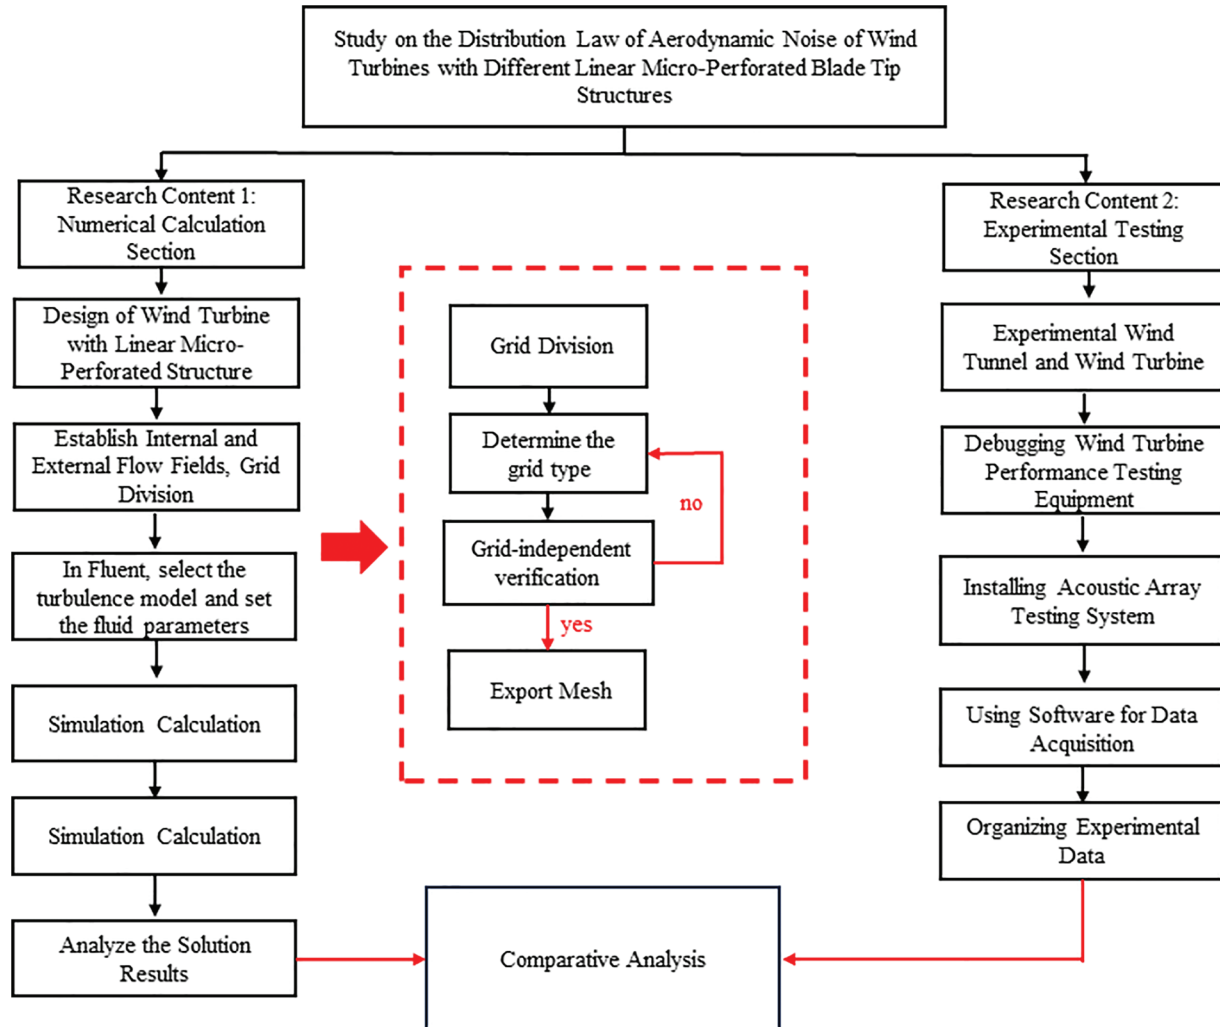 Study on the Distribution Law of Aerodynamic Noise of Wind
Turbines with Different Linear Micro-Perforated Blade Tip
Structures
Research Content 1:
Numerical Calculation
Section
Design of Wind Turbine
with Linear Micro-
Perforated Structure
Establish Internal and
External Flow Fields, Grid
Division
In Fluent, select the
turbulence model and set
the fluid parameters
Simulation Calculation
Simulation Calculation
Analyze the Solution
Results
Grid Division
Determine the
grid type
no
Grid-independent
verification
yes
Export Mesh
Research Content 2:
Experimental Testing
Section
Experimental Wind
Tunnel and Wind Turbine
Debugging Wind Turbine
Performance Testing
Equipment
Installing Acoustic Array
Testing System
Using Software for Data
Acquisition
Organizing Experimental
Data
Comparative Analysis